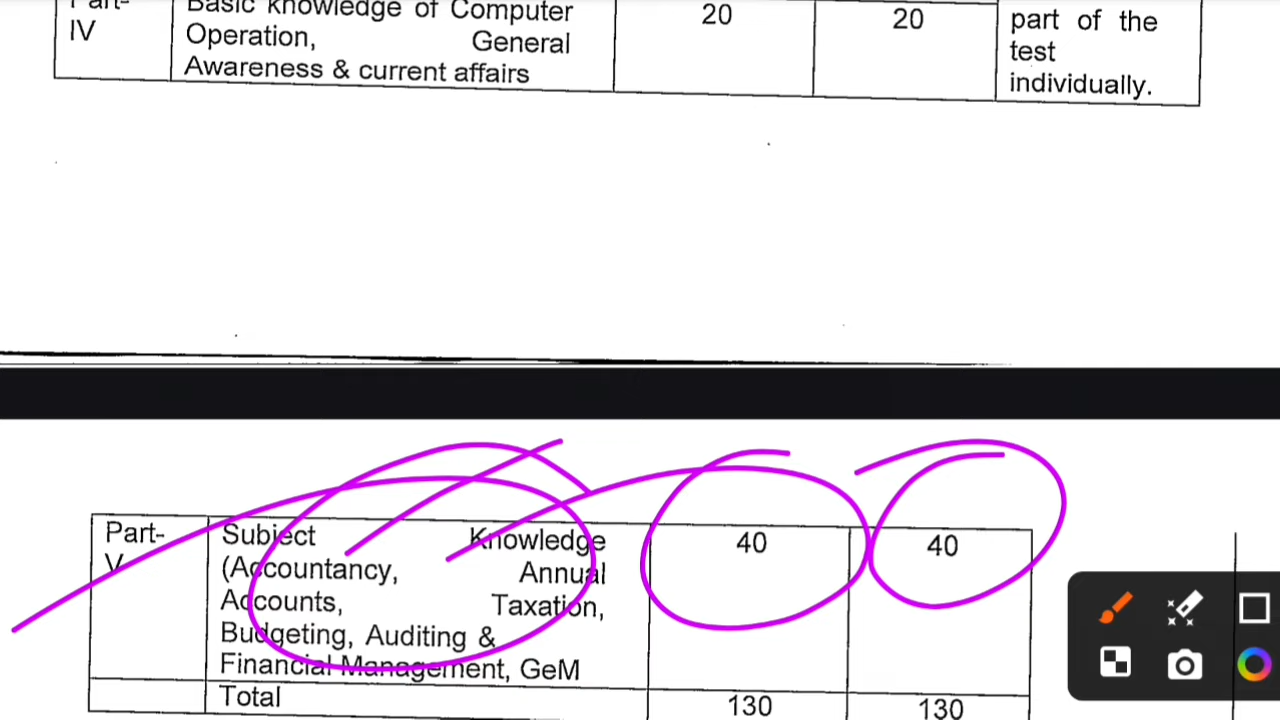 Part-
IV
Basic Knowledge of Computer
Operation, General
Awareness & current affairs
20
20
part of the
test
individually.
Part-
V
Subject Knowledge
(Accountancy, Annual
Accounts, Taxation,
Budgeting, Auditing &
Financial Management, GeM
40
40
Total
130
130